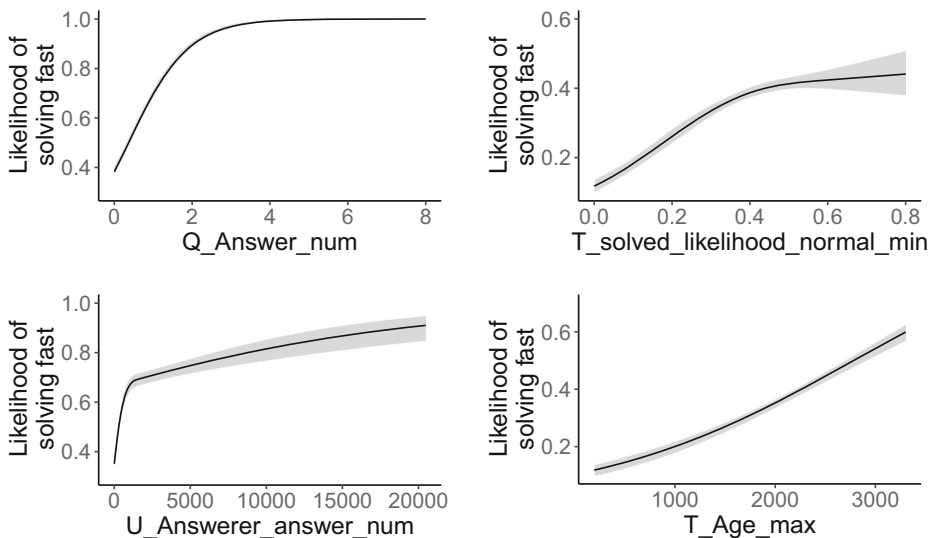 Likelihood of
solving fast
1.0
0.8
0.6
0.4
0 2 4 6 8
Q_Answer_num
Likelihood of
solving fast
0.6
0.4
0.2
0.0 0.2 0.4 0.6 0.8
T_solved_likelihood_normal_min
Likelihood of
solving fast
1.0
0.8
0.6
0.4
0 5000 10000 15000 20000
U_Answerer_answer_num
Likelihood of
solving fast
0.6
0.4
0.2
1000 2000 3000
T_Age_max